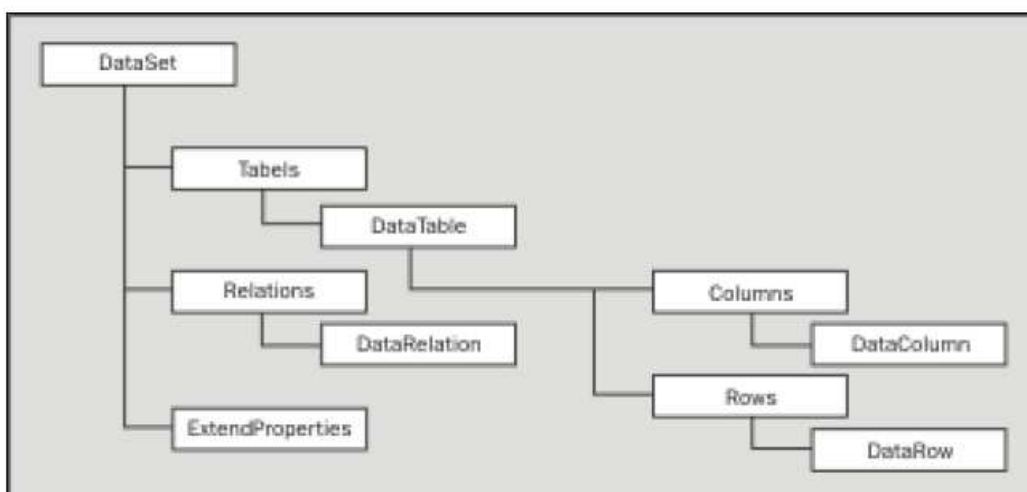 DataSet
Tabels
DataTable
Relations
Columns
DataRelation
DataColumn
Rows
ExtendProperties
DataRow